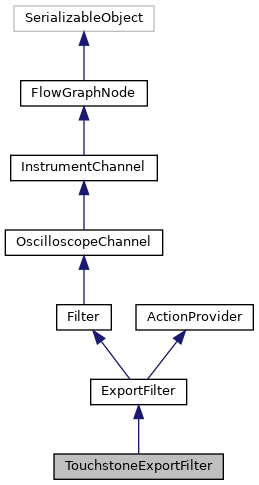 SerializableObject
FlowGraphNode
InstrumentChannel
OscilloscopeChannel
Filter
ActionProvider
ExportFilter
TouchstoneExportFilter